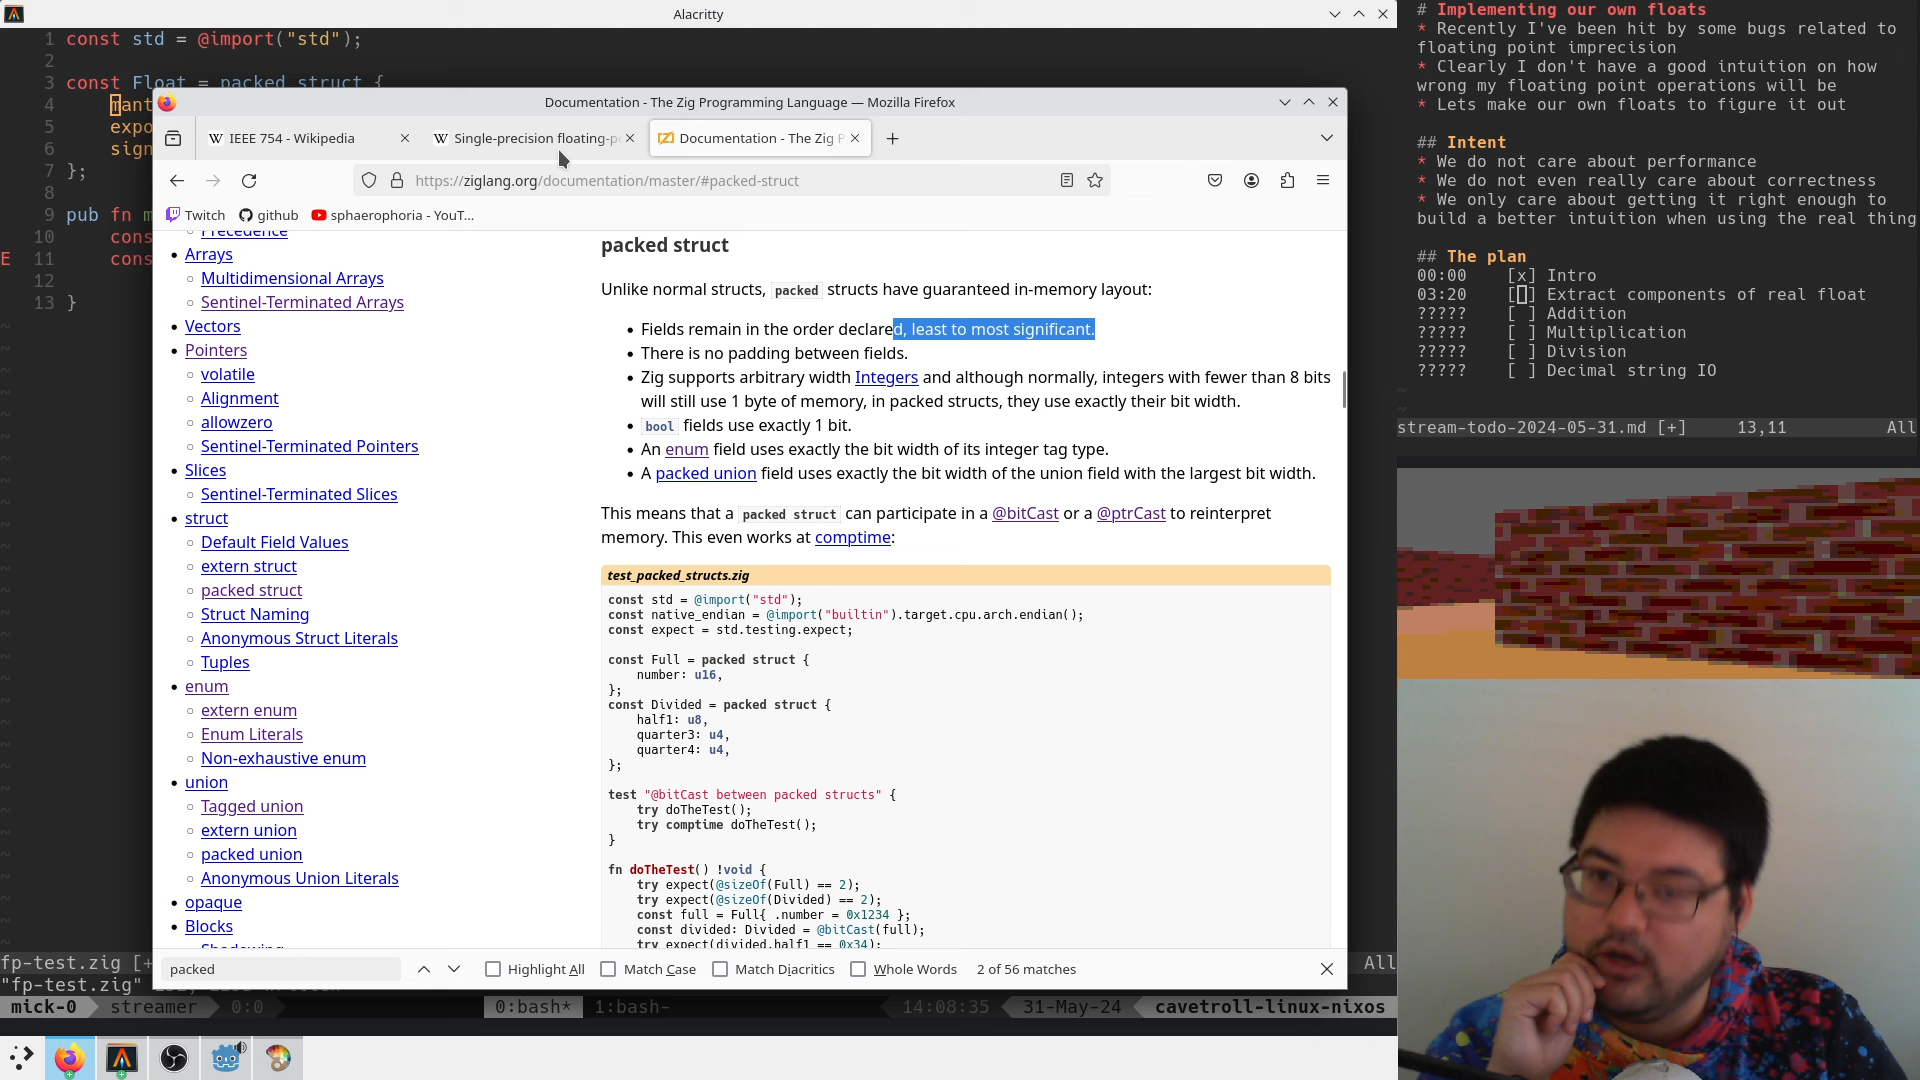 Alacritty
1 const std = @import("std");
2
3 const Float = packed struct {
4 mant
5 expo
6 sign
7 };
8
9 pub fn m
10 cons
E 11 cons
12
13 }
Documentation - The Zig Programming Language — Mozilla Firefox
IEEE 754 - Wikipedia
Single-precision floating-p
Documentation - The Zig P
https://ziglang.org/documentation/master/#packed-struct
Twitch
github
sphaerophoria - YouT...
Precedence
Arrays
Multidimensional Arrays
Sentinel-Terminated Arrays
Vectors
Pointers
volatile
Alignment
allowzero
Sentinel-Terminated Pointers
Slices
Sentinel-Terminated Slices
struct
Default Field Values
extern struct
packed struct
Struct Naming
Anonymous Struct Literals
Tuples
enum
extern enum
Enum Literals
Non-exhaustive enum
union
Tagged union
extern union
packed union
Anonymous Union Literals
opaque
Blocks
Shadowing
packed struct
Unlike normal structs, packed structs have guaranteed in-memory layout:
Fields remain in the order declared, least to most significant.
There is no padding between fields.
Zig supports arbitrary width Integers and although normally, integers with fewer than 8 bits
will still use 1 byte of memory, in packed structs, they use exactly their bit width.
bool fields use exactly 1 bit.
An enum field uses exactly the bit width of its integer tag type.
A packed union field uses exactly the bit width of the union field with the largest bit width.
This means that a packed struct can participate in a @bitCast or a @ptrCast to reinterpret
memory. This even works at comptime:
test_packed_structs.zig
const std = @import("std");
const native_endian = @import("builtin").target.cpu.arch.endian();
const expect = std.testing.expect;
const Full = packed struct {
number: u16,
};
const Divided = packed struct {
half1: u8,
quarter3: u4,
quarter4: u4,
};
test "@bitCast between packed structs" {
try doTheTest();
try comptime doTheTest();
}
fn doTheTest() !void {
try expect(@sizeOf(Full) == 2);
try expect(@sizeOf(Divided) == 2);
const full = Full{ .number = 0x1234 };
const divided: Divided = @bitCast(full);
try expect(divided.half1 == 0x34);
packed
Highlight All
Match Case
Match Diacritics
Whole Words
2 of 56 matches
fp-test.zig [+
All
"fp-test.zig"
mick-0 streamer 0:0 0:bash* 1:bash- 14:08:35 31-May-24 cavetroll-linux-nixos
# Implementing our own floats
* Recently I've been hit by some bugs related to
floating point imprecision
* Clearly I don't have a good intuition on how
wrong my floating point operations will be
* Lets make our own floats to figure it out
## Intent
* We do not care about performance
* We do not even really care about correctness
* We only care about getting it right enough to
build a better intuition when using the real thing
## The plan
00:00 [x] Intro
03:20 [ ] Extract components of real float
????? [ ] Addition
????? [ ] Multiplication
????? [ ] Division
????? [ ] Decimal string IO
stream-todo-2024-05-31.md [+] 13,11 All